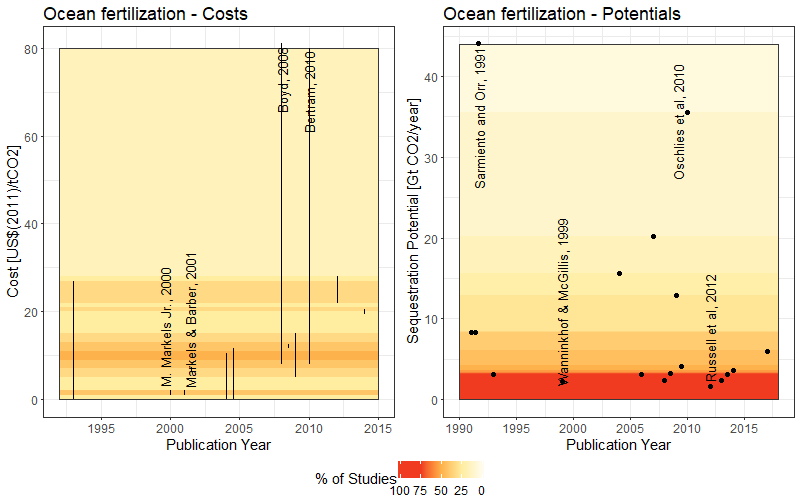 Ocean fertilization - Costs
Cost [US$(2011)/tCO2]
80
60
40
20
0
M. Markels Jr., 2000
Markels & Barber, 2001
Boyd, 2008
Bertram, 2010
1995
2000
2005
2010
2015
Publication Year
Ocean fertilization - Potentials
Sequestration Potential [Gt CO2/year]
40
30
20
10
0
Sarmiento and Orr, 1991
Wanninkhof & McGillis, 1999
Oschlies et al, 2010
Russell et al, 2012
1990
1995
2000
2005
2010
2015
Publication Year
% of Studies
100 75 50 25 0